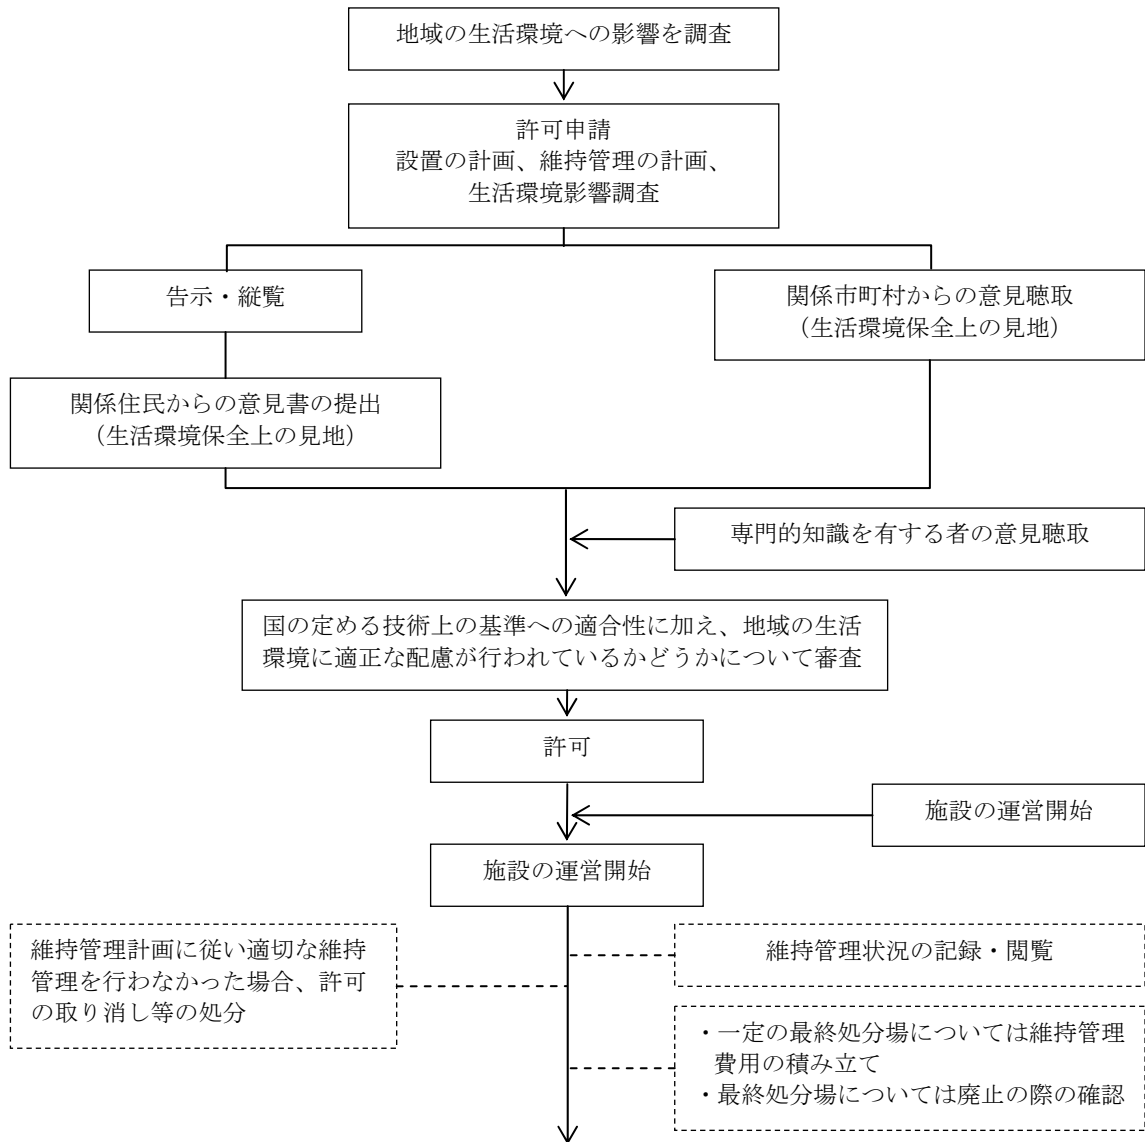 地域の生活環境への影響を調査
許可申請
設置の計画、維持管理の計画、
生活環境影響調査
告示・縦覧
関係市町村からの意見聴取
（生活環境保全上の見地）
関係住民からの意見書の提出
（生活環境保全上の見地）
専門的知識を有する者の意見聴取
国の定める技術上の基準への適合性に加え、地域の生活
環境に適正な配慮が行われているかどうかについて審査
許可
施設の運営開始
施設の運営開始
維持管理計画に従い適切な維持
管理を行わなかった場合、許可
の取り消し等の処分
維持管理状況の記録・閲覧
・一定の最終処分場については維持管理
費用の積み立て
・最終処分場については廃止の際の確認